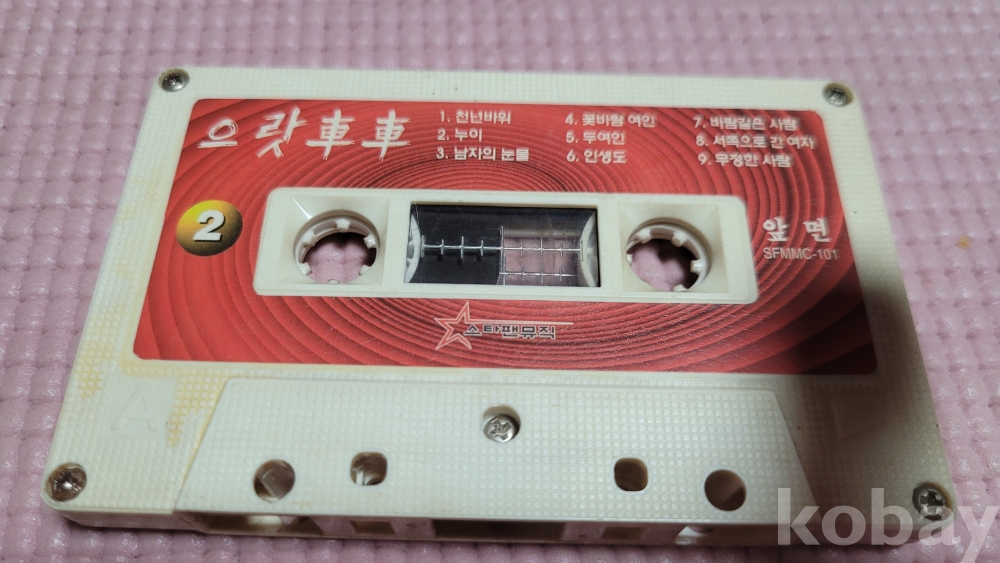 으랏車車
1. 천년바위
2. 누이
3. 남자의 눈물
4. 꽃바람 여인
5. 두여인
6. 인생도
7. 바람같은 사람
8. 서쪽으로 간 여자
9. 무정한 사람
2
앞 면
SFMMC-101
스타팬뮤직
A
kobay